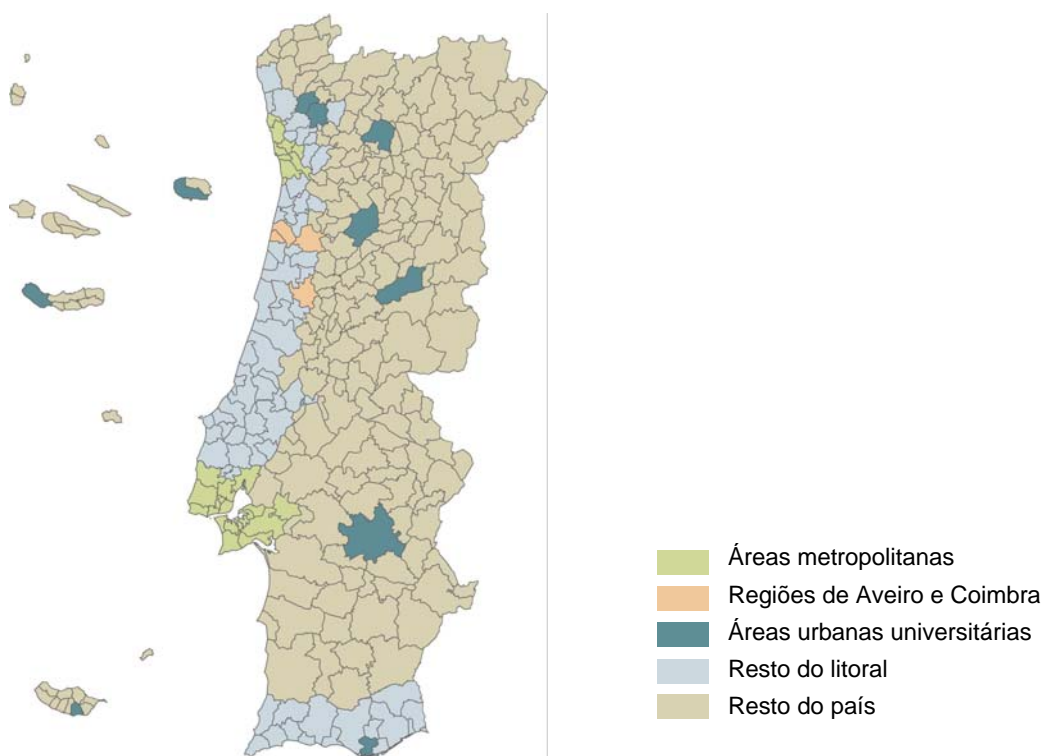 Áreas metropolitanas
Regiões de Aveiro e Coimbra
Áreas urbanas universitárias
Resto do litoral
Resto do país